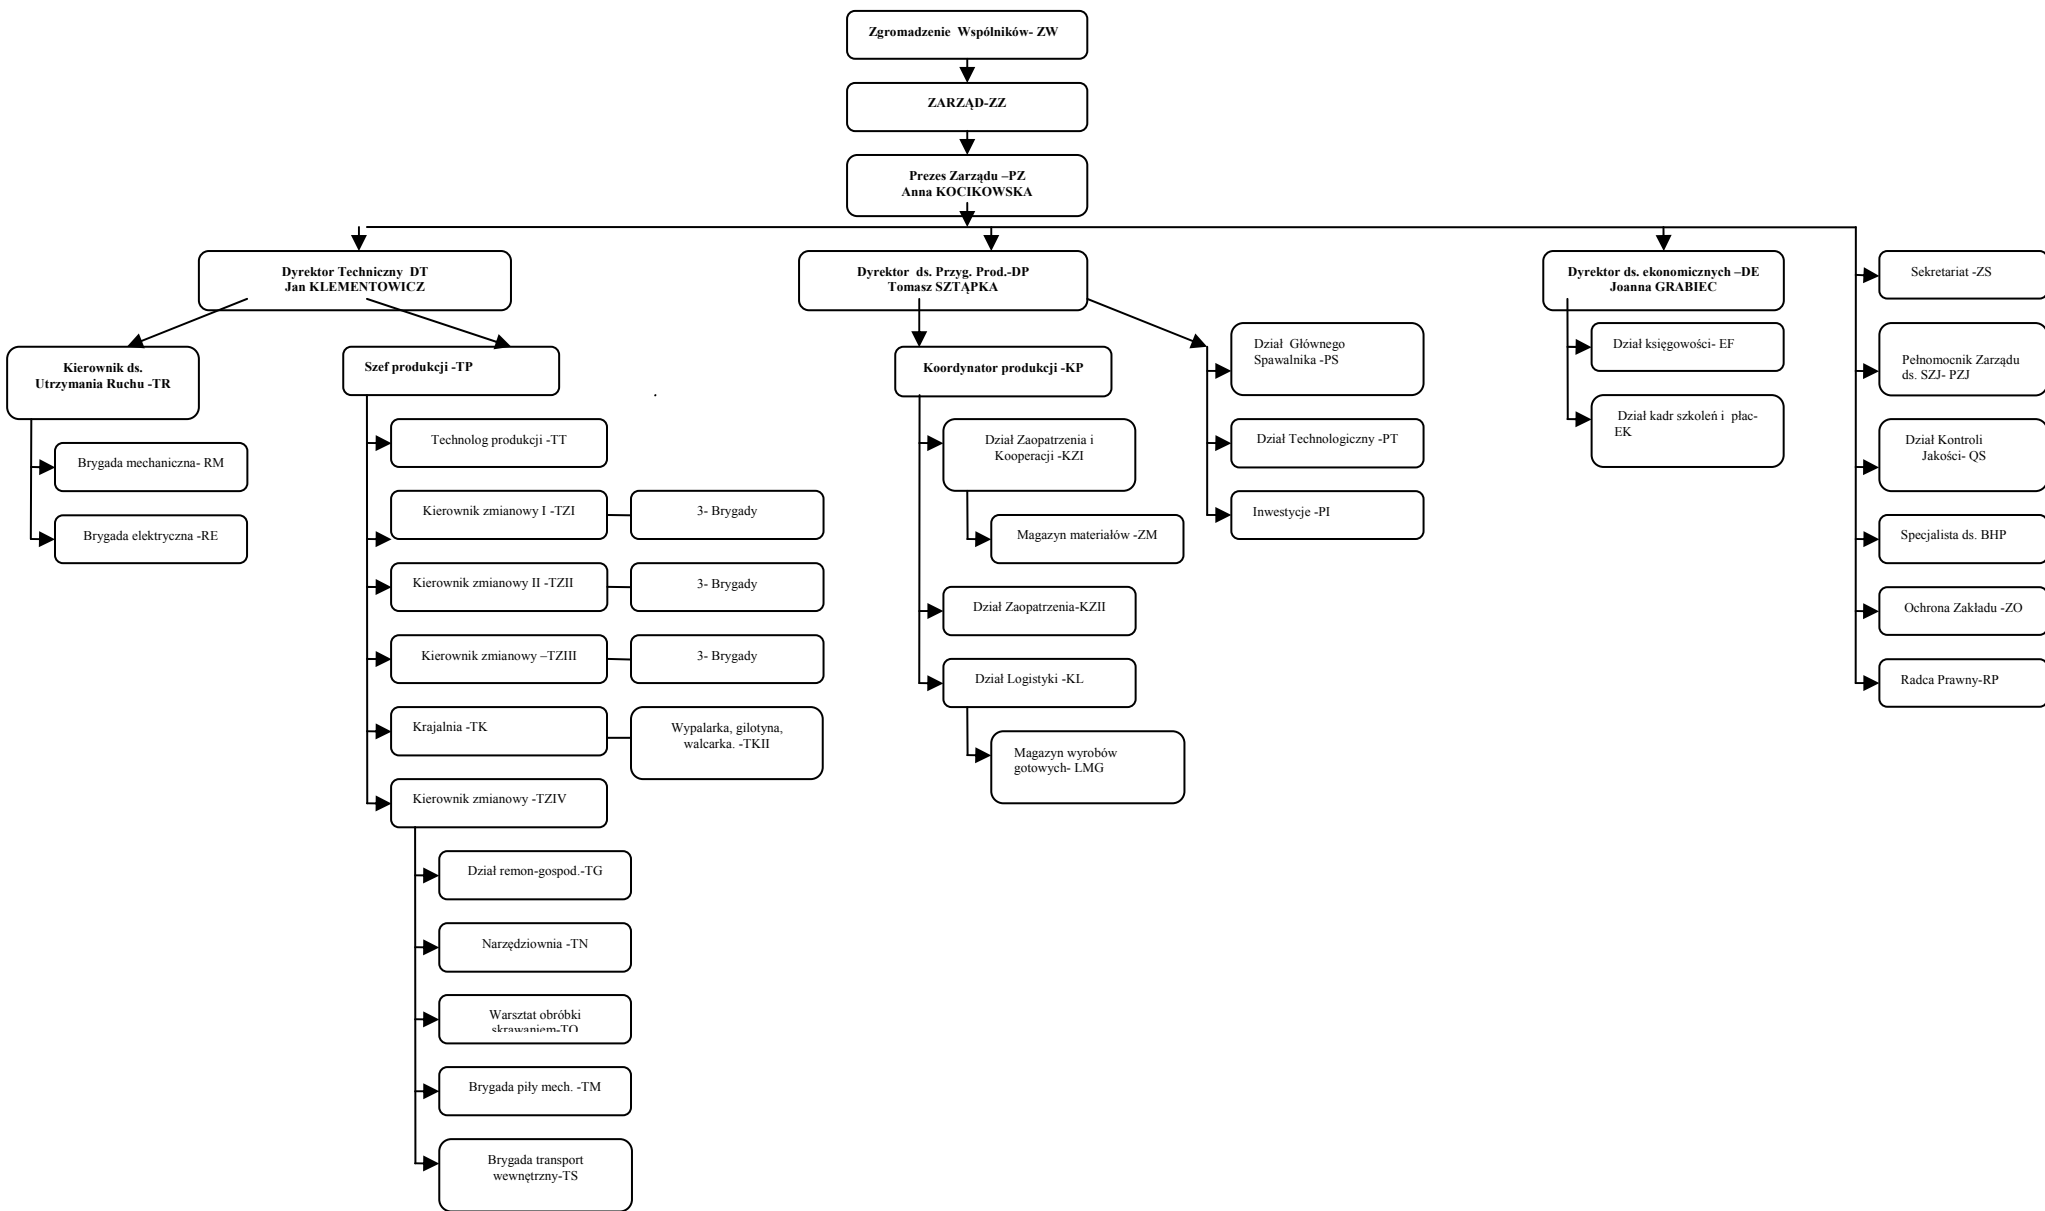 Zgromadzenie Wspólników- ZW
ZARZĄD-ZZ
Prezes Zarządu –PZ
Anna KOCIKOWSKA
Dyrektor Techniczny DT
Jan KLEMENTOWICZ
Kierownik ds.
Utrzymania Ruchu -TR
Brygada mechaniczna- RM
Brygada elektryczna -RE
Szef produkcji -TP
Technolog produkcji -TT
Kierownik zmianowy I -TZI
3- Brygady
Kierownik zmianowy II -TZII
3- Brygady
Kierownik zmianowy –TZIII
3- Brygady
Krajalnia -TK
Wypalarka, gilotyna,
walcarka. -TKII
Kierownik zmianowy -TZIV
Dział remon-gospod.-TG
Narzędziownia -TN
Warsztat obróbki
skrawaniem-TO
Brygada piły mech. -TM
Brygada transport
wewnętrzny-TS
Dyrektor ds. Przyg. Prod.-DP
Tomasz SZTĄPKA
Koordynator produkcji -KP
Dział Zaopatrzenia i
Kooperacji -KZI
Magazyn materiałów -ZM
Dział Zaopatrzenia-KZII
Dział Logistyki -KL
Magazyn wyrobów
gotowych- LMG
Dział Głównego
Spawalnika -PS
Dział Technologiczny -PT
Inwestycje -PI
Dyrektor ds. ekonomicznych –DE
Joanna GRABIEC
Dział księgowości- EF
Dział kadr szkoleń i płac-
EK
Sekretariat -ZS
Pełnomocnik Zarządu
ds. SZJ- PZJ
Dział Kontroli
Jakości- QS
Specjalista ds. BHP
Ochrona Zakładu -ZO
Radca Prawny-RP